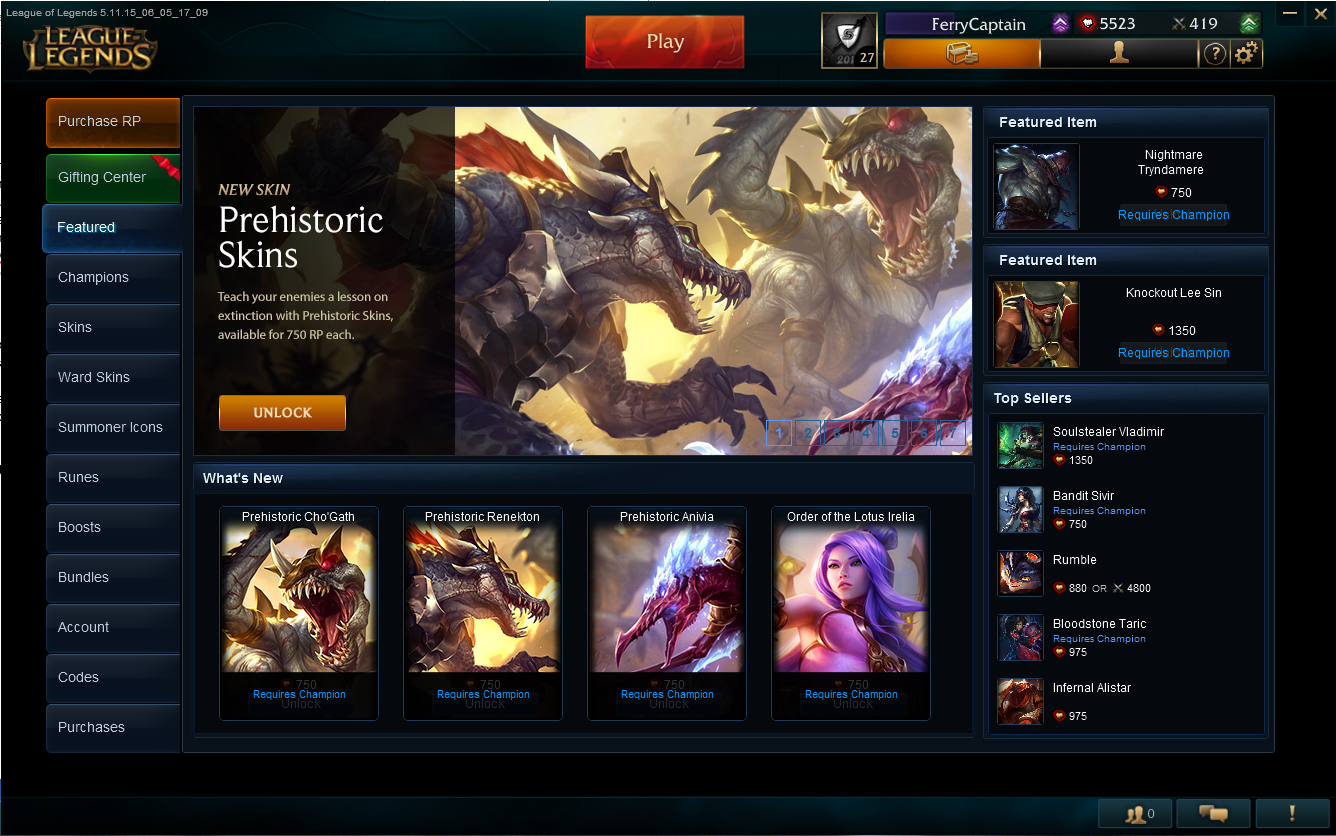 League of Legends 5.11.15_06_05_17_09
LEAGUE OF LEGENDS
Play
27
FerryCaptain
5523
419
?
Purchase RP
Gifting Center
Featured
Champions
Skins
Ward Skins
Summoner Icons
Runes
Boosts
Bundles
Account
Codes
Purchases
NEW SKIN
Prehistoric
Skins
Teach your enemies a lesson on
extinction with Prehistoric Skins,
available for 750 RP each.
UNLOCK
1 2 3 4 5 6 7
What's New
Prehistoric Cho'Gath
750
Requires Champion
Unlock
Prehistoric Renekton
750
Requires Champion
Unlock
Prehistoric Anivia
750
Requires Champion
Unlock
Order of the Lotus Irelia
750
Requires Champion
Unlock
Featured Item
Nightmare
Tryndamere
750
Requires Champion
Featured Item
Knockout Lee Sin
1350
Requires Champion
Top Sellers
Soulstealer Vladimir
Requires Champion
1350
Bandit Sivir
Requires Champion
750
Rumble
880 OR 4800
Bloodstone Taric
Requires Champion
975
Infernal Alistar
975
0
!